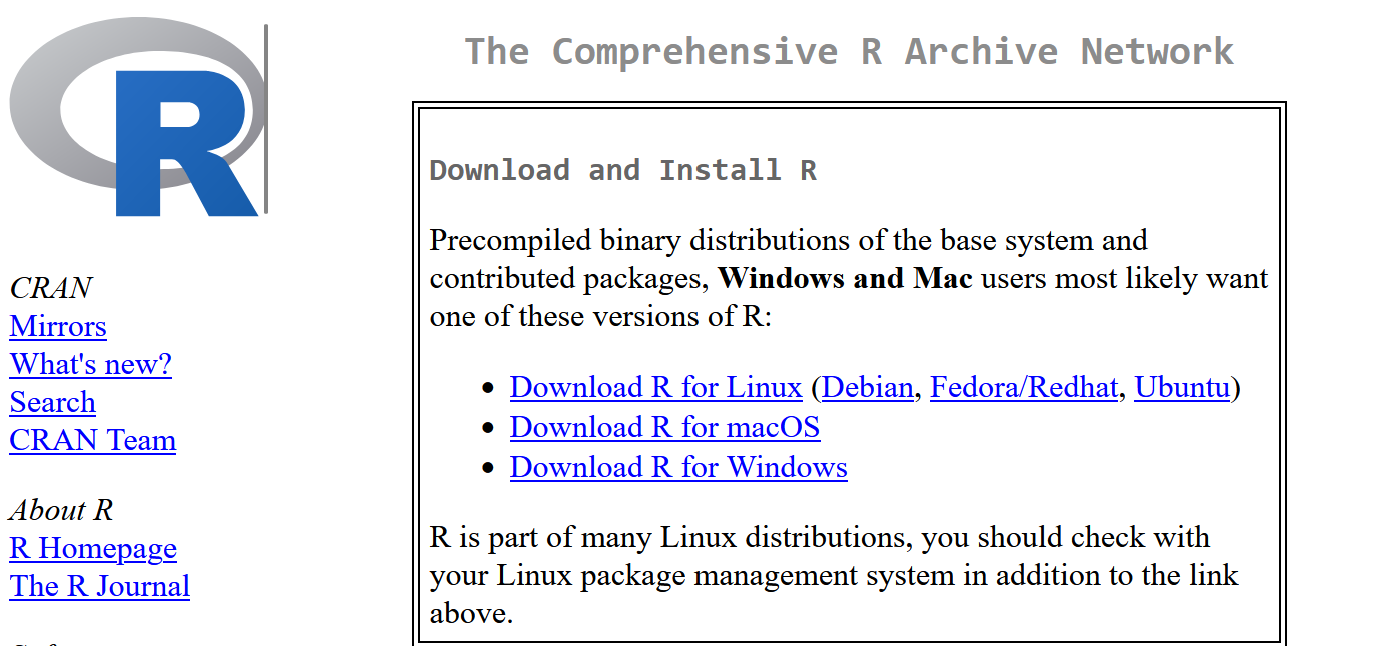 R
The Comprehensive R Archive Network
CRAN
Mirrors
What's new?
Search
CRAN Team
About R
R Homepage
The R Journal
Download and Install R
Precompiled binary distributions of the base system and
contributed packages, Windows and Mac users most likely want
one of these versions of R:
• Download R for Linux (Debian, Fedora/Redhat, Ubuntu)
• Download R for macOS
• Download R for Windows
R is part of many Linux distributions, you should check with
your Linux package management system in addition to the link
above.